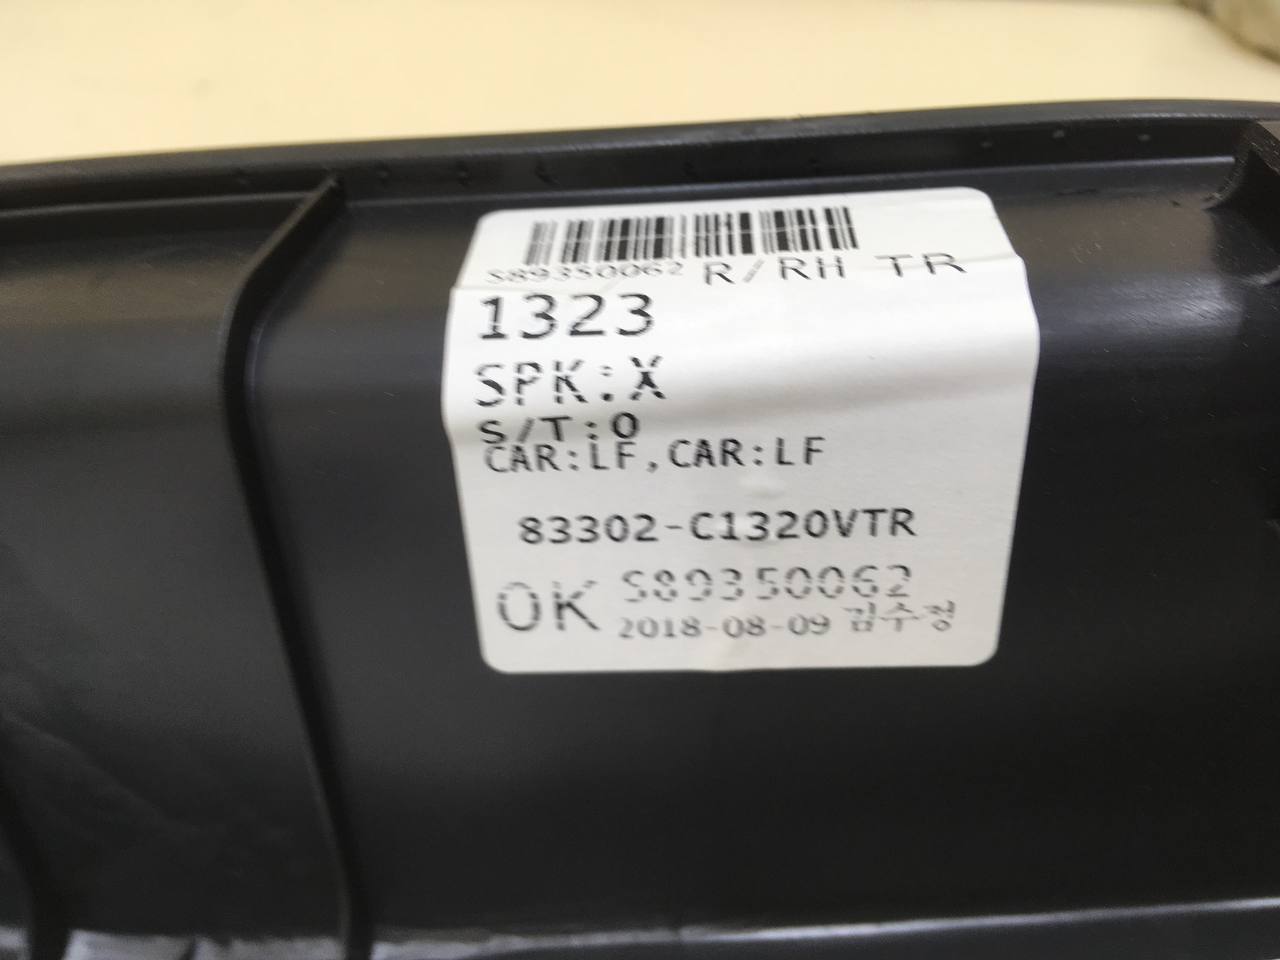 S89350062 R/RH TR
1323
SPK:X
S/T:O
CAR:LF,CAR:LF
83302-C1320VTR
OK S89350062
2018-08-09 김수정